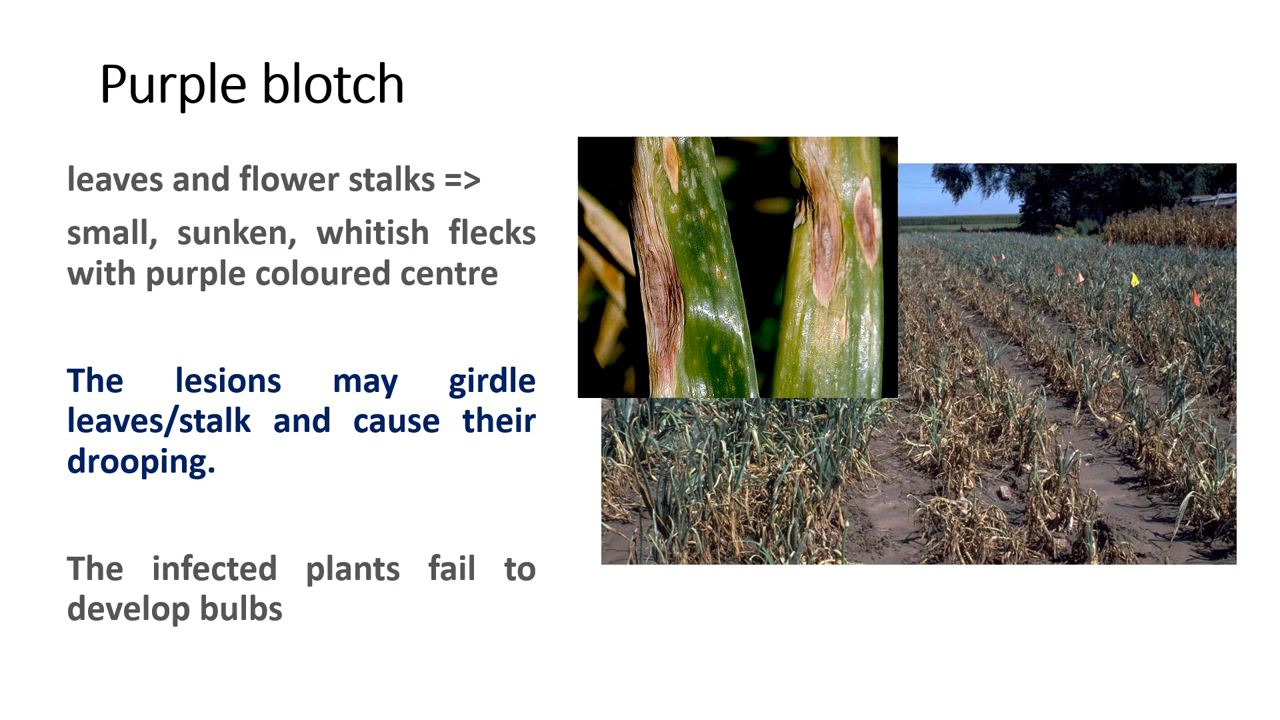 Purple blotch
leaves and flower stalks =>
small, sunken, whitish flecks
with purple coloured centre
The lesions may girdle
leaves/stalk and cause their
drooping.
The infected plants fail to
develop bulbs